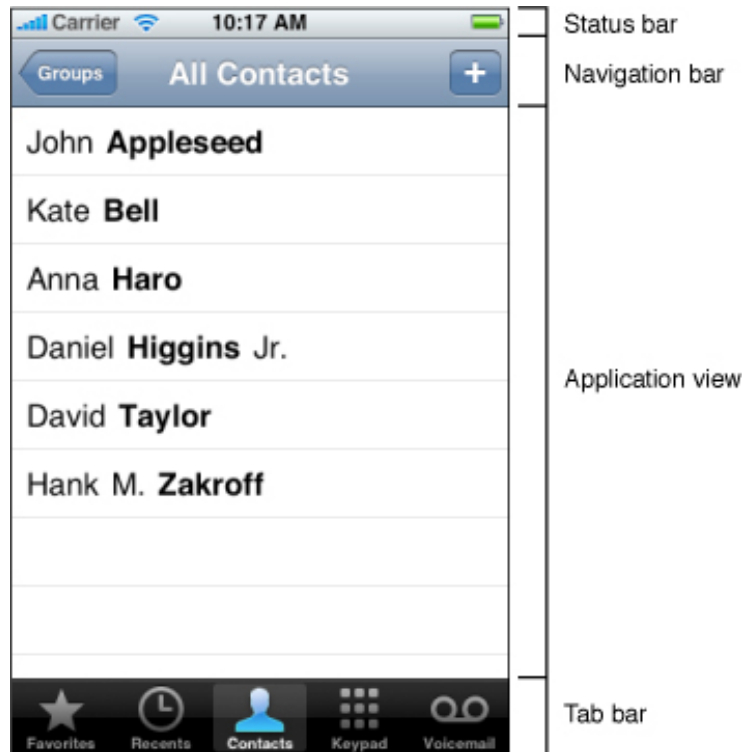 Carrier 10:17 AM
Status bar
Groups All Contacts +
Navigation bar
John Appleseed
Kate Bell
Anna Haro
Daniel Higgins Jr.
Application view
David Taylor
Hank M. Zakroff
Tab bar
Favorites Recents Contacts Keypad Voicemail